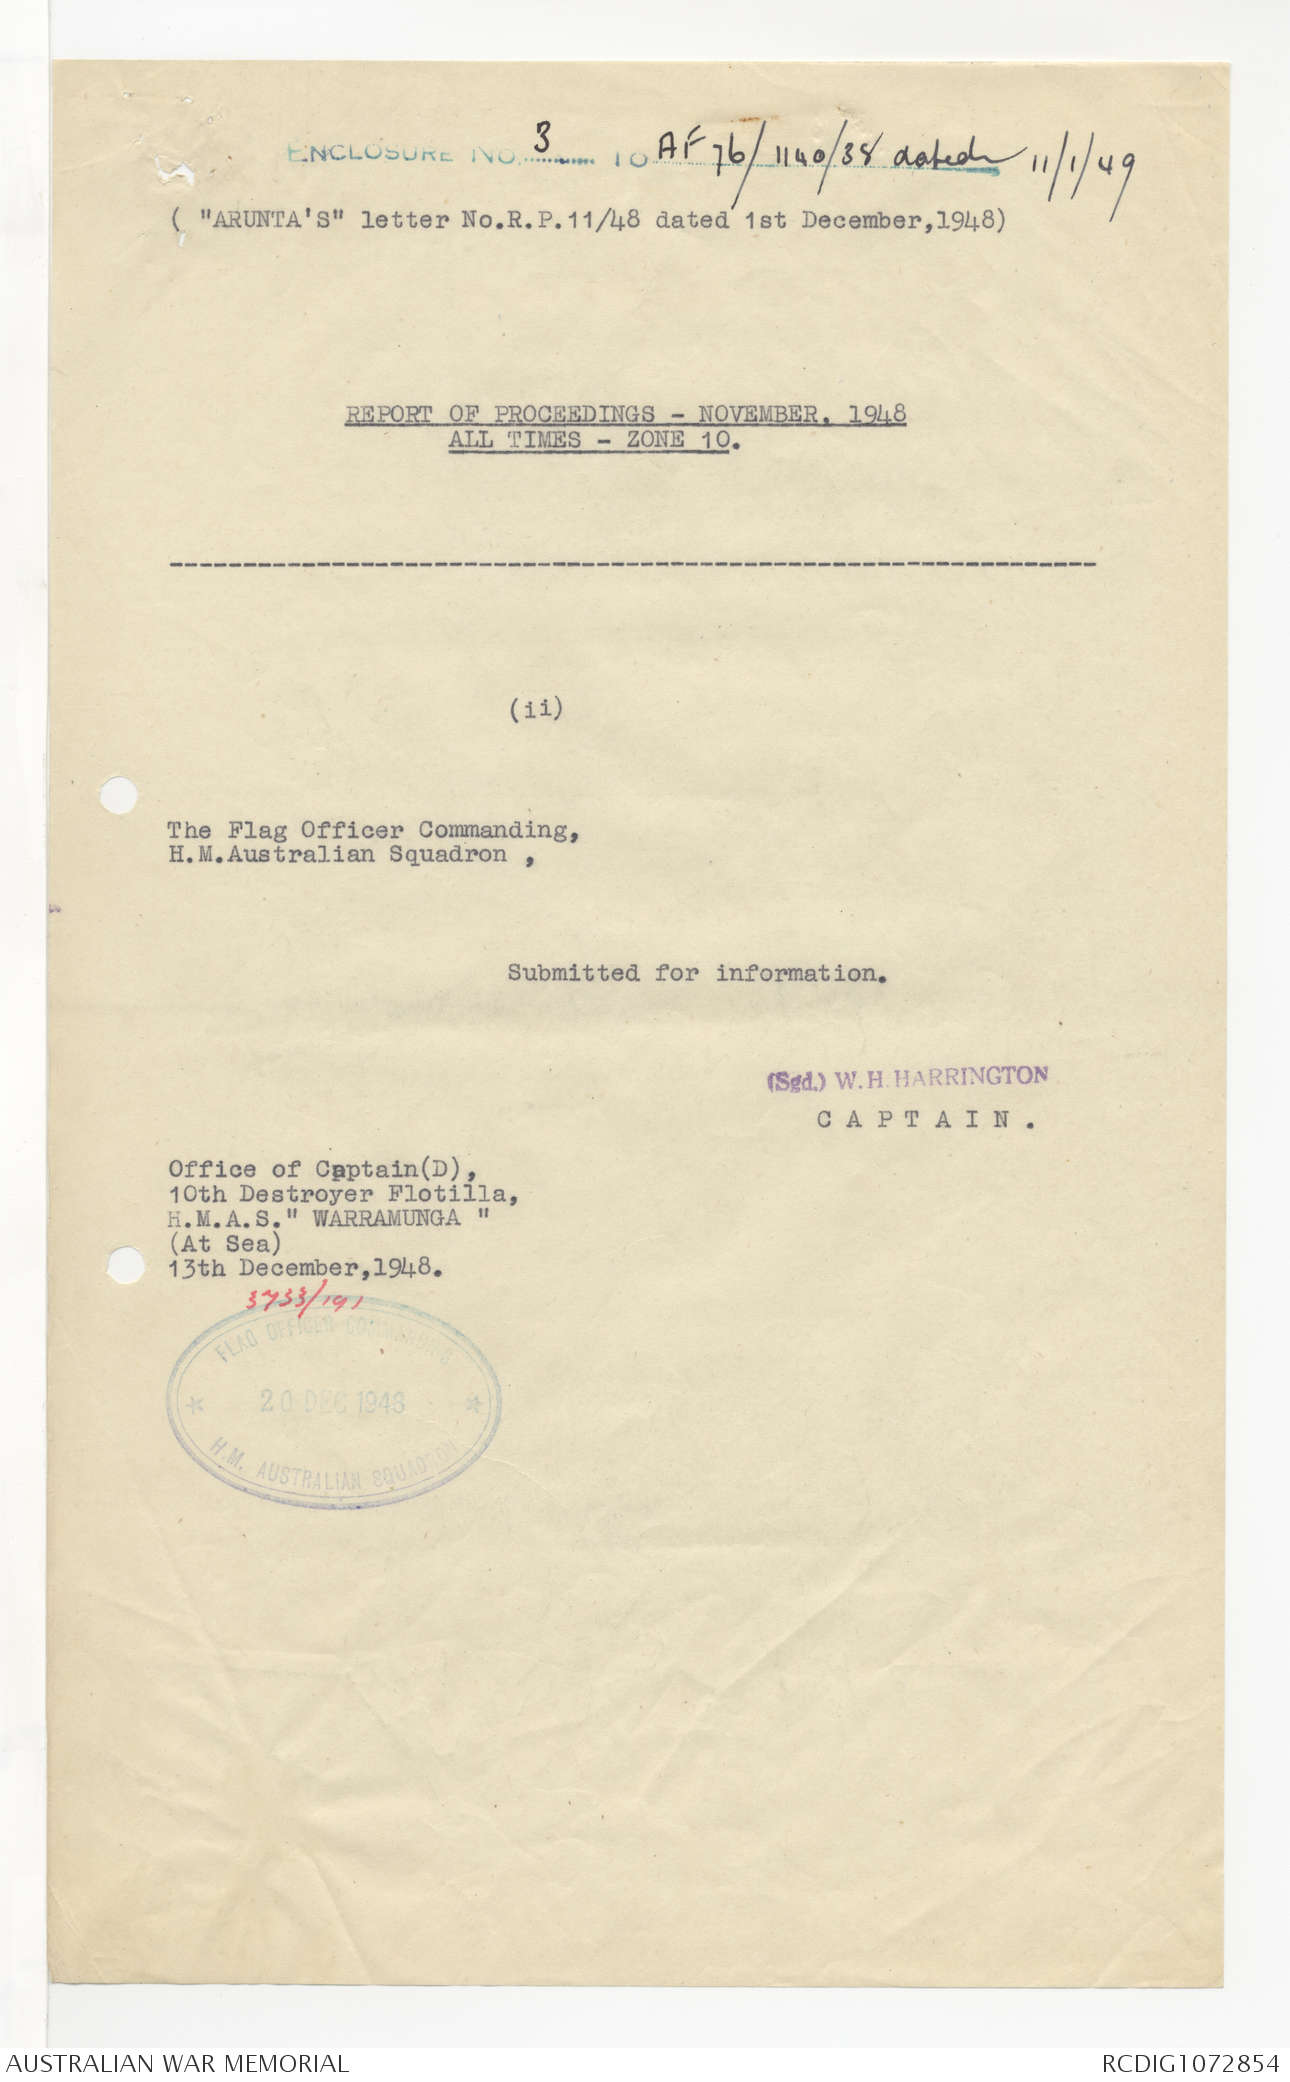 ENCLOSURE No. 3 TO AF 76/1140/38 dated 11/1/49
( "ARUNTA'S" letter No.R.P.11/48 dated 1st December,1948)
REPORT OF PROCEEDINGS - NOVEMBER. 1948
ALL TIMES - ZONE 10.
(ii)
The Flag Officer Commanding,
H.M.Australian Squadron ,
Submitted for information.
(Sgd.) W.H.HARRINGTON
C A P T A I N .
Office of Captain(D),
10th Destroyer Flotilla,
H.M.A.S." WARRAMUNGA "
(At Sea)
13th December,1948.
3733/191
FLAG OFFICER COMMANDING
20 DEC 1948
H.M. AUSTRALIAN SQUADRON
AUSTRALIAN WAR MEMORIAL
RCDIG1072854